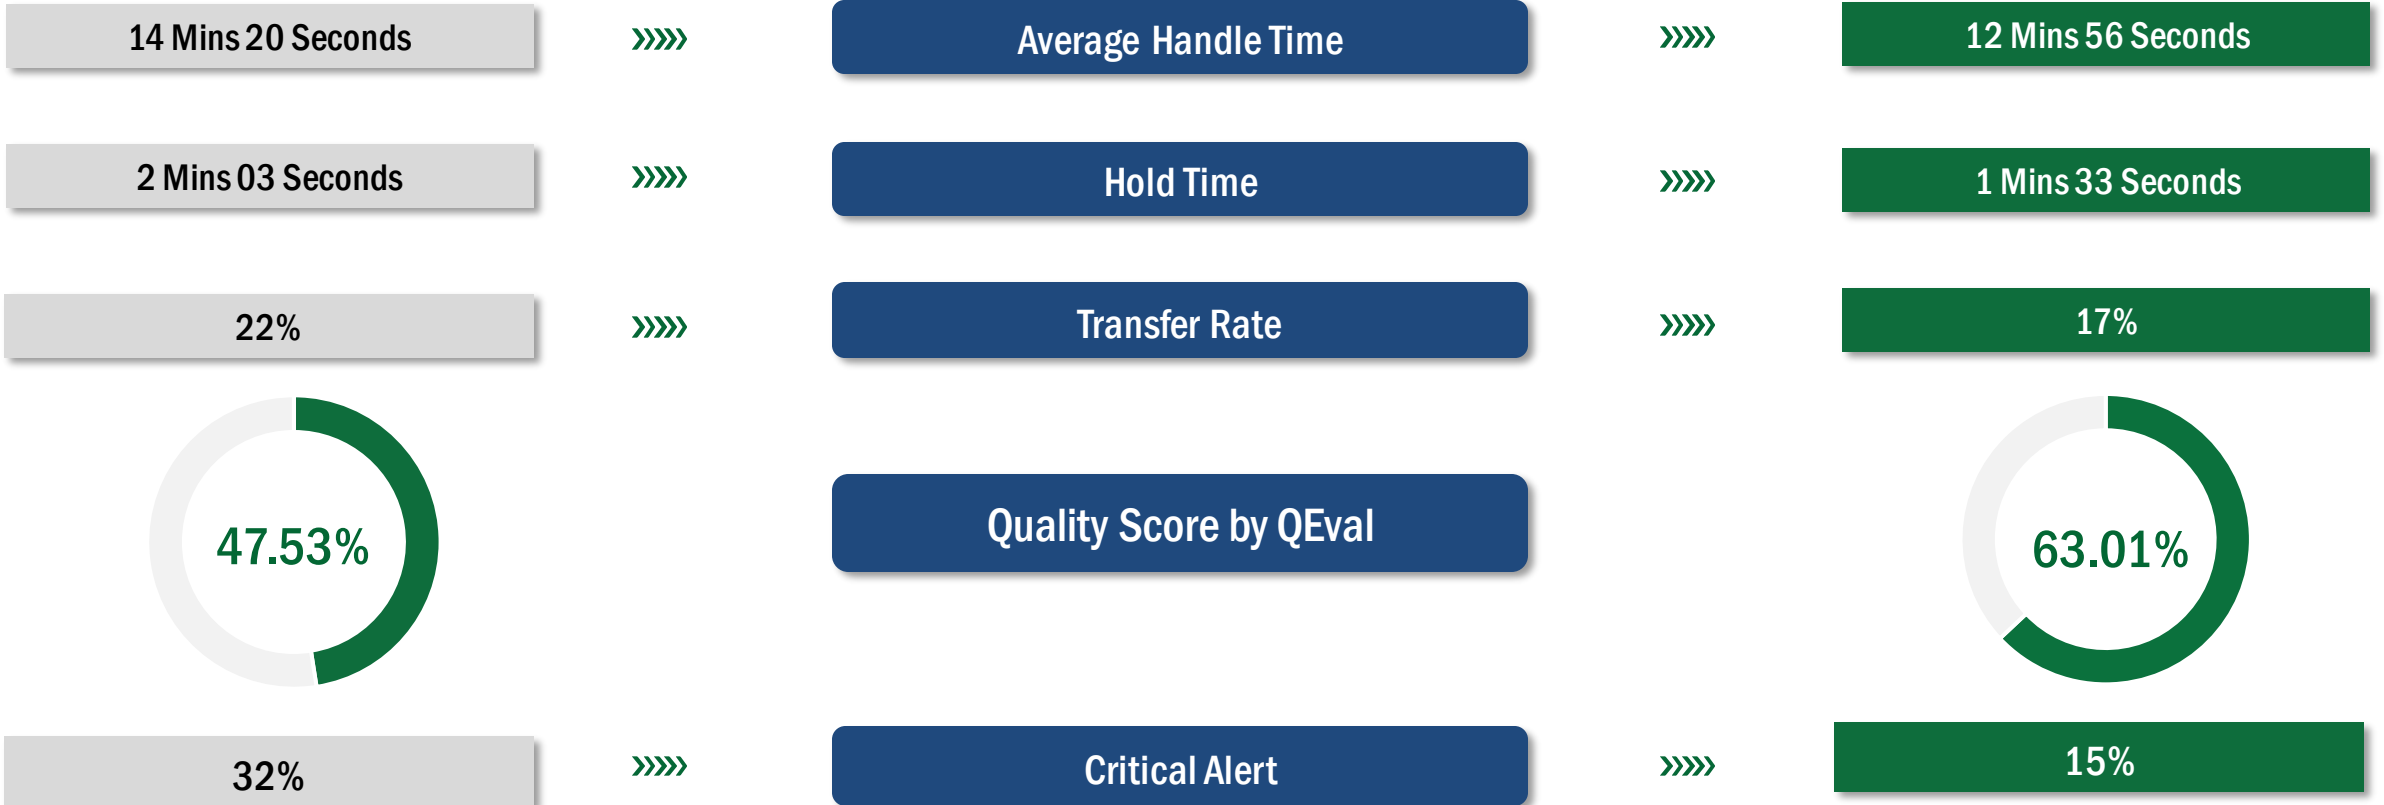 14 Mins 20 Seconds
Average Handle Time
12 Mins 56 Seconds
2 Mins 03 Seconds
Hold Time
1 Mins 33 Seconds
22%
Transfer Rate
17%
47.53%
Quality Score by QEval
63.01%
32%
Critical Alert
15%